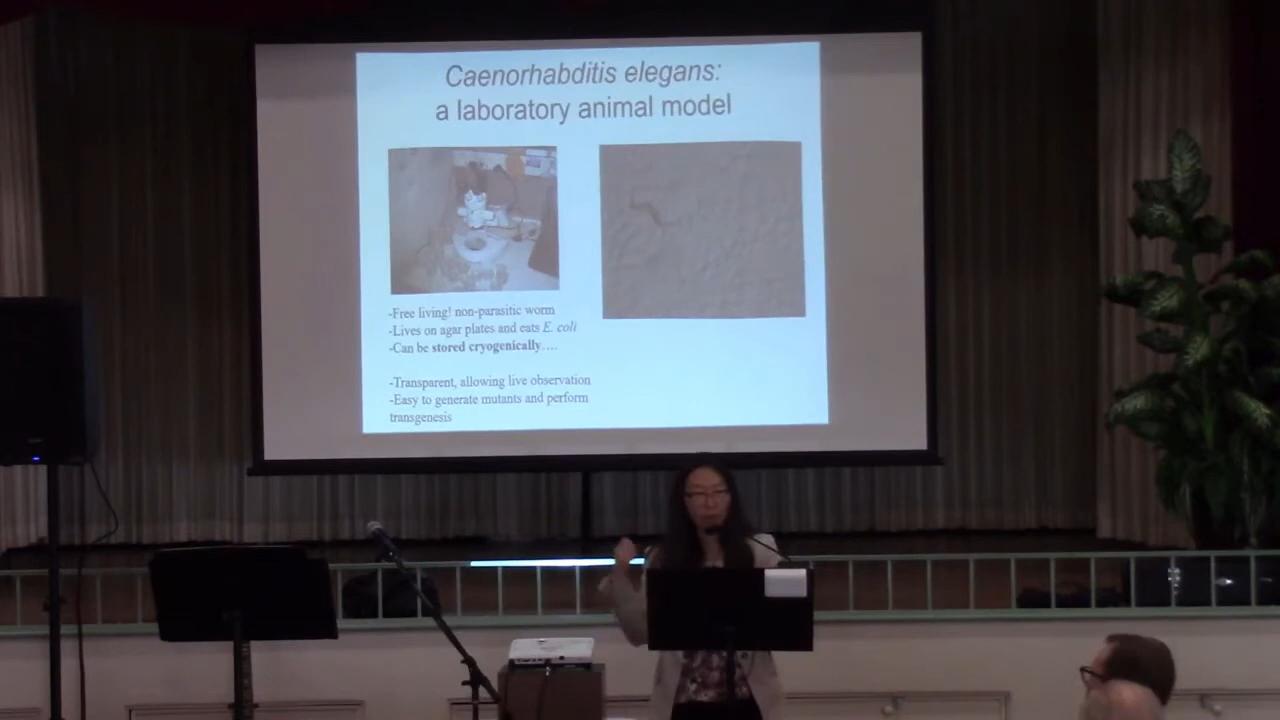 Caenorhabditis elegans:
a laboratory animal model
-Free living! non-parasitic worm
-Lives on agar plates and eats E. coli
-Can be stored cryogenically….
-Transparent, allowing live observation
-Easy to generate mutants and perform
transgenesis